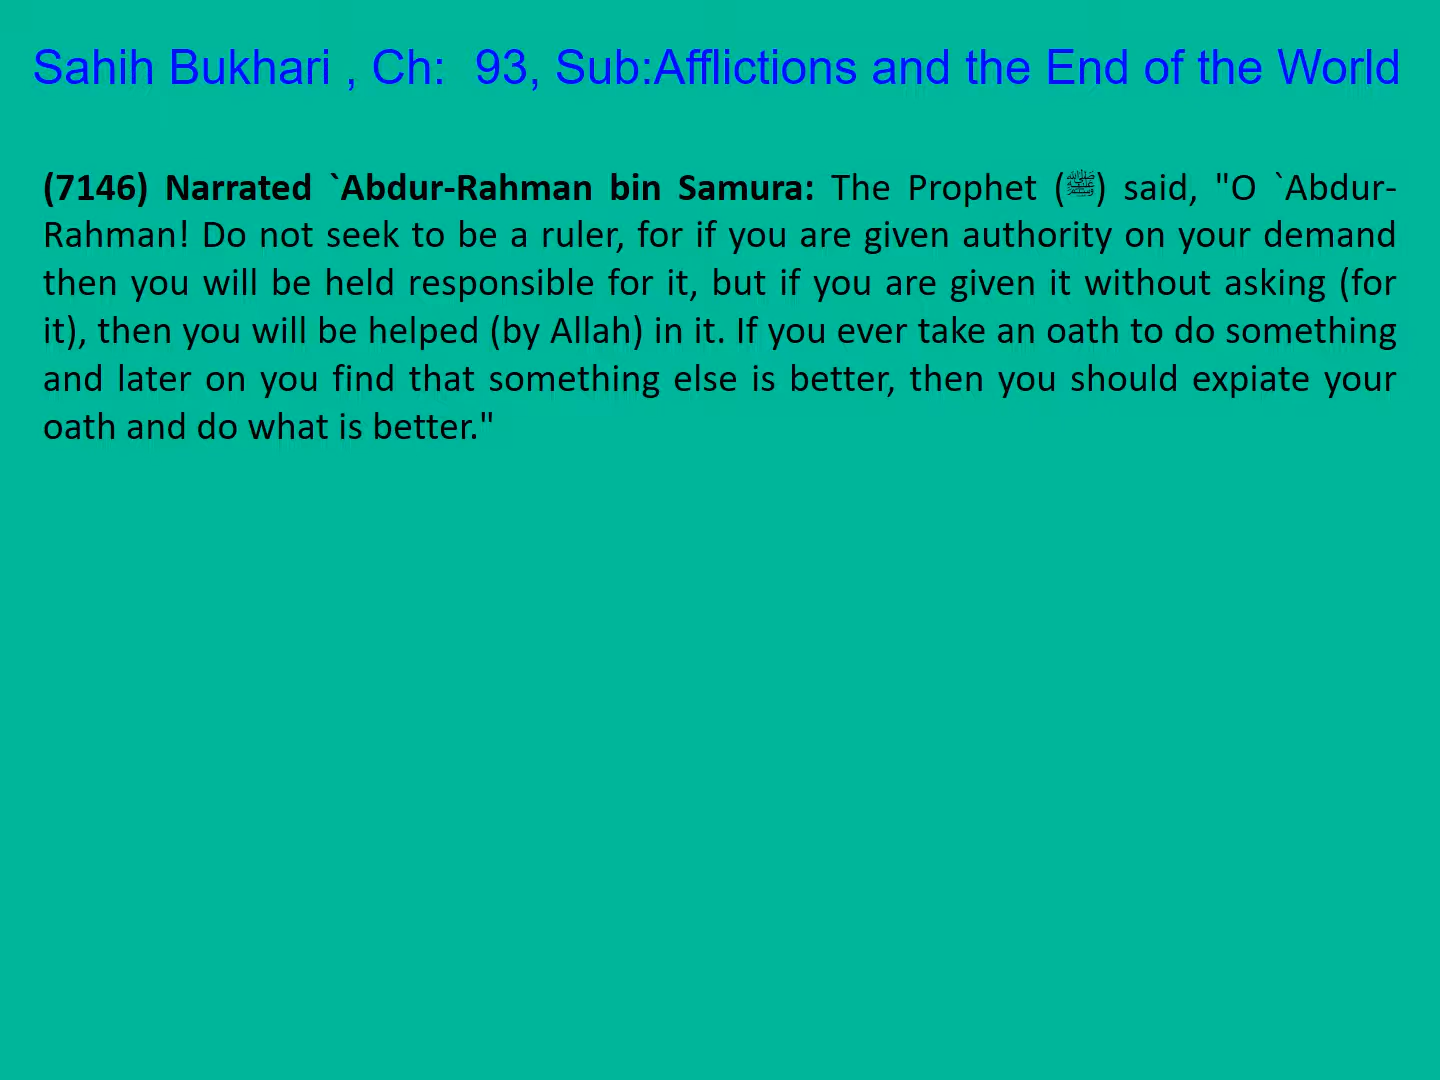 Sahih Bukhari , Ch:  93, Sub:Afflictions and the End of the World
(7146) Narrated `Abdur-Rahman bin Samura: The Prophet (ﷺ) said, "O `Abdur-
Rahman! Do not seek to be a ruler, for if you are given authority on your demand
then you will be held responsible for it, but if you are given it without asking (for
it), then you will be helped (by Allah) in it. If you ever take an oath to do something
and later on you find that something else is better, then you should expiate your
oath and do what is better."